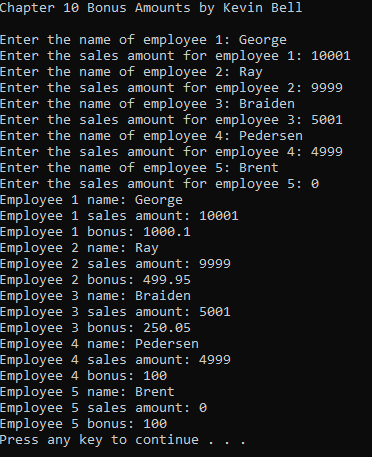 Chapter 10 Bonus Amounts by Kevin Bell
Enter the name of employee 1: George
Enter the sales amount for employee 1: 10001
Enter the name of employee 2: Ray
Enter the sales amount for employee 2: 9999
Enter the name of employee 3: Braiden
Enter the sales amount for employee 3: 5001
Enter the name of employee 4: Pedersen
Enter the sales amount for employee 4: 4999
Enter the name of employee 5: Brent
Enter the sales amount for employee 5: 0
Employee 1 name: George
Employee 1 sales amount: 10001
Employee 1 bonus: 1000.1
Employee 2 name: Ray
Employee 2 sales amount: 9999
Employee 2 bonus: 499.95
Employee 3 name: Braiden
Employee 3 sales amount: 5001
Employee 3 bonus: 250.05
Employee 4 name: Pedersen
Employee 4 sales amount: 4999
Employee 4 bonus: 100
Employee 5 name: Brent
Employee 5 sales amount: 0
Employee 5 bonus: 100
Press any key to continue . . .